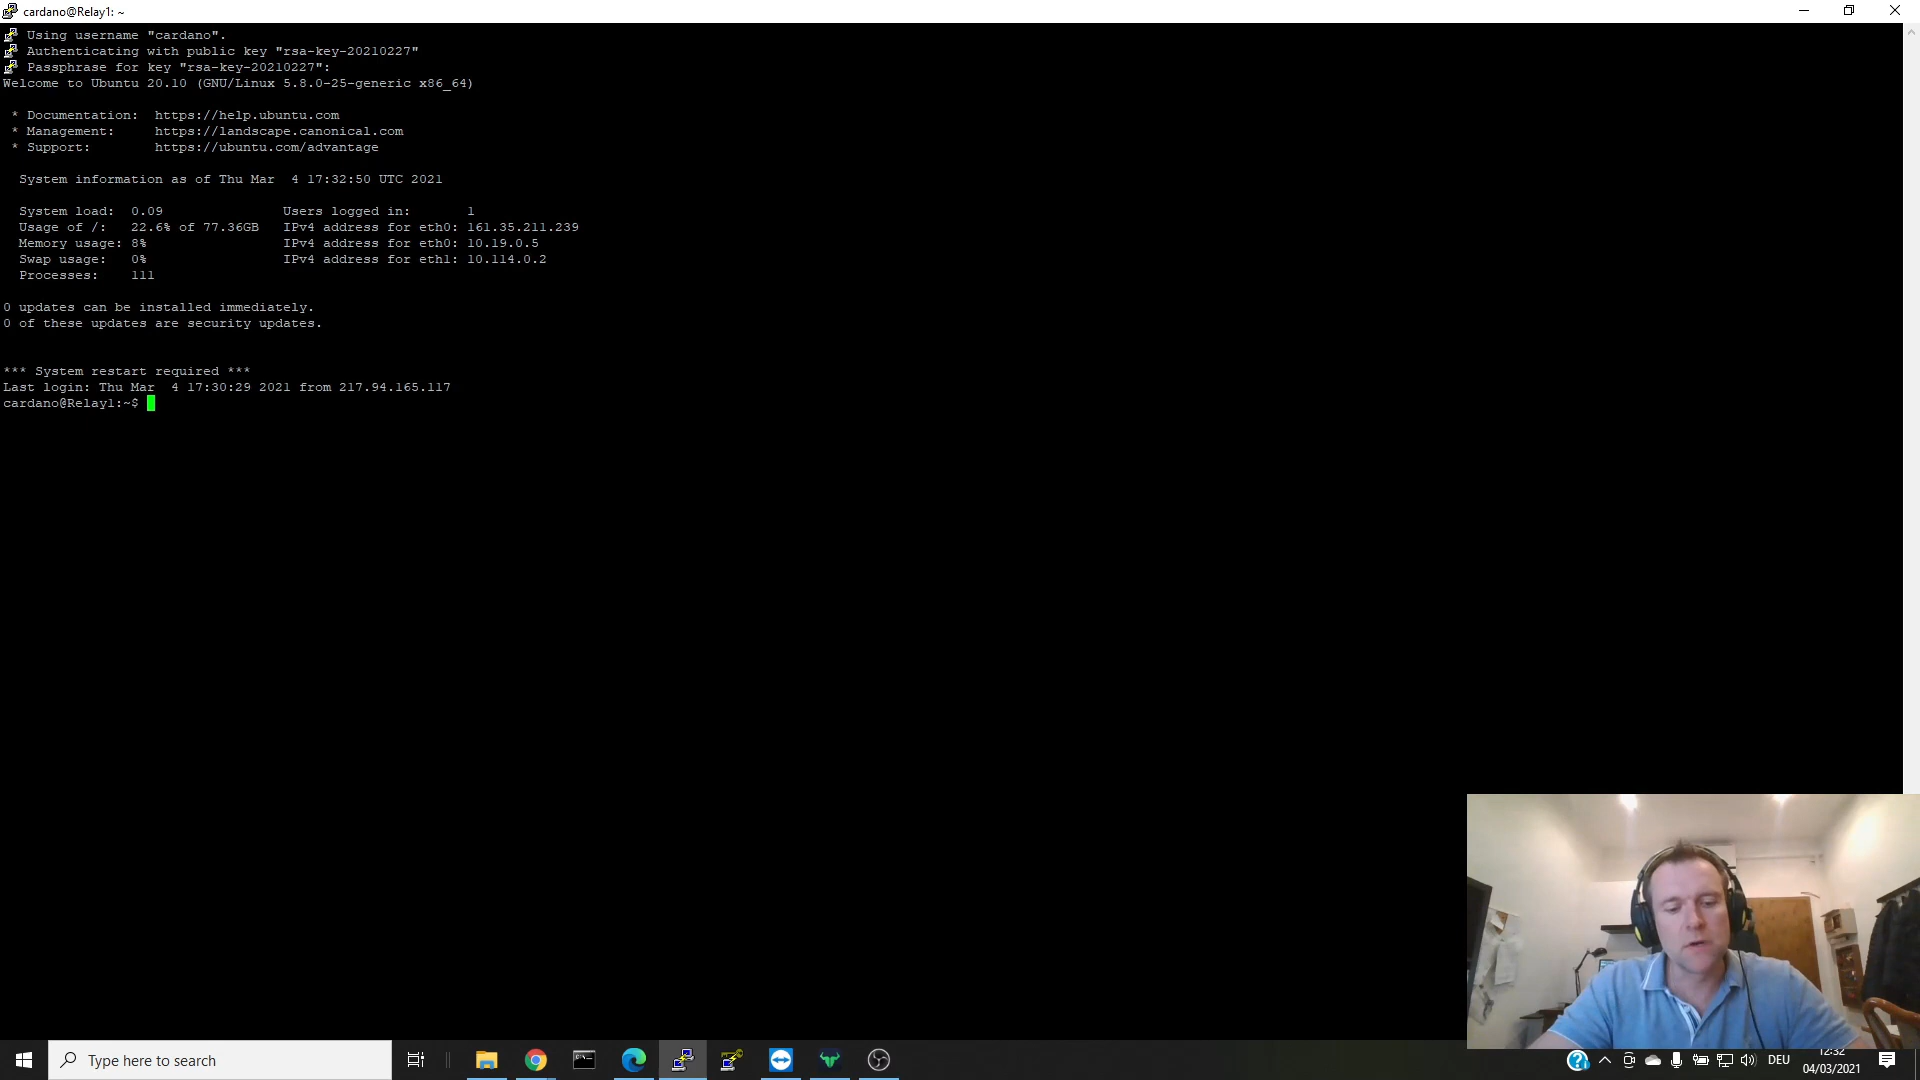 cardano@Relay1: ~
Using username "cardano".
Authenticating with public key "rsa-key-20210227"
Passphrase for key "rsa-key-20210227":
Welcome to Ubuntu 20.10 (GNU/Linux 5.8.0-25-generic x86_64)
* Documentation: https://help.ubuntu.com
* Management: https://landscape.canonical.com
* Support: https://ubuntu.com/advantage
System information as of Thu Mar 4 17:32:50 UTC 2021
System load: 0.09 Users logged in: 1
Usage of /: 22.6% of 77.36GB IPv4 address for eth0: 161.35.211.239
Memory usage: 8% IPv4 address for eth0: 10.19.0.5
Swap usage: 0% IPv4 address for eth1: 10.114.0.2
Processes: 111
0 updates can be installed immediately.
0 of these updates are security updates.
*** System restart required ***
Last login: Thu Mar 4 17:30:29 2021 from 217.94.165.117
cardano@Relay1:~$
Type here to search
DEU
12:32
04/03/2021